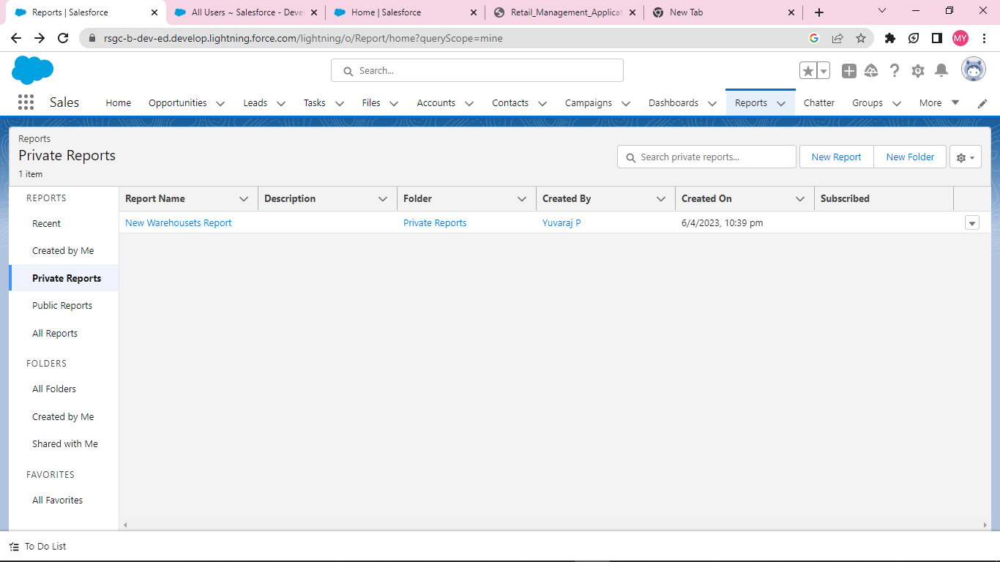 Reports | Salesforce
All Users ~ Salesforce - Devel
Home | Salesforce
Retail_Management_Applicat
New Tab
rsgc-b-dev-ed.develop.lightning.force.com/lightning/o/Report/home?queryScope=mine
MY
Search...
Sales
Home Opportunities Leads Tasks Files Accounts Contacts Campaigns Dashboards Reports Chatter Groups More
Reports
Private Reports
1 item
Search private reports...
New Report
New Folder
REPORTS
Recent
Created by Me
Private Reports
Public Reports
All Reports
FOLDERS
All Folders
Created by Me
Shared with Me
FAVORITES
All Favorites
Report Name Description Folder Created By Created On Subscribed
New Warehousets Report Private Reports Yuvaraj P 6/4/2023, 10:39 pm
To Do List